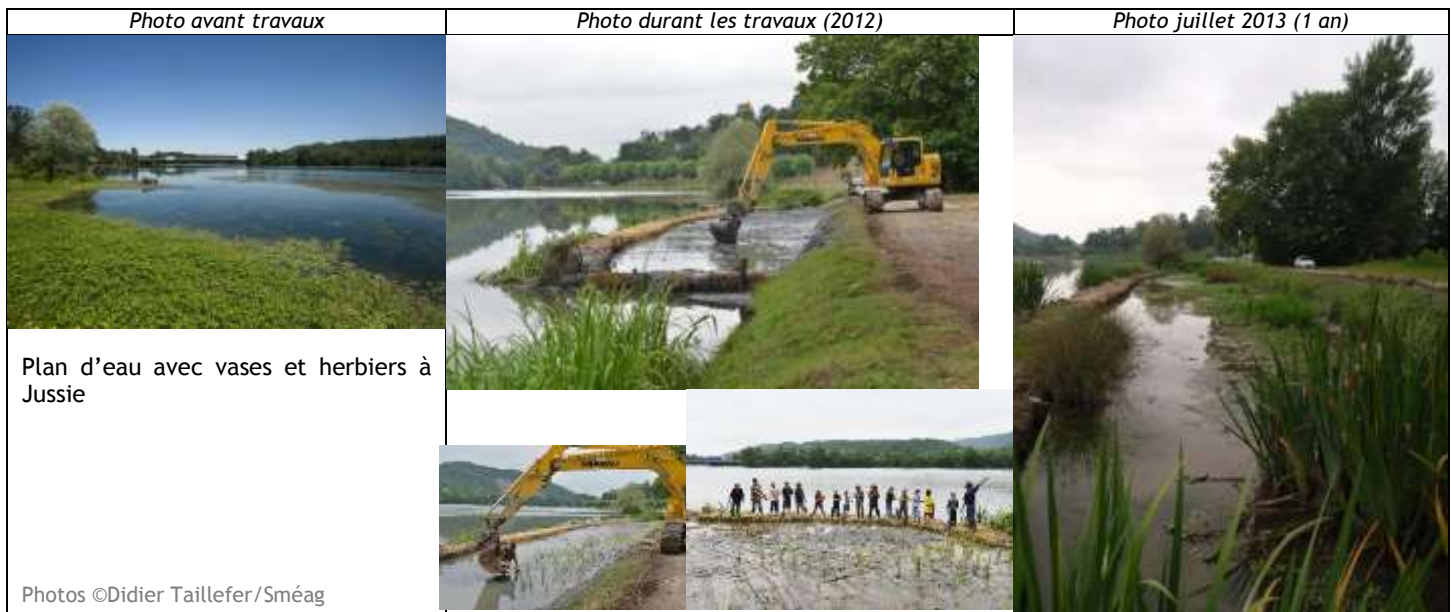 Photo avant travaux
Photo durant les travaux (2012)
Photo juillet 2013 (1 an)
Plan d'eau avec vases et herbiers à
Jussie
Photos ©Didier Taillefer/Sméag